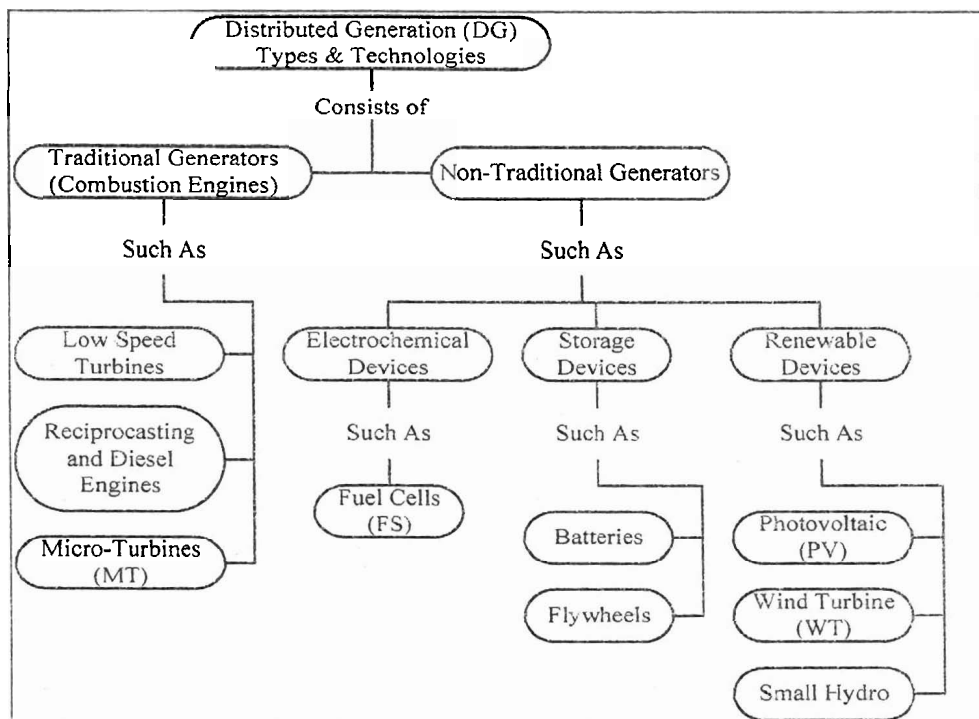 Distributed Generation (DG)
Types & Technologies
Consists of
Traditional Generators
(Combustion Engines)
Non-Traditional Generators
Such As
Such As
Low Speed
Turbines
Reciprocasting
and Diesel
Engines
Micro-Turbines
(MT)
Electrochemical
Devices
Such As
Fuel Cells
(FS)
Storage
Devices
Such As
Batteries
Flywheels
Renewable
Devices
Such As
Photovoltaic
(PV)
Wind Turbine
(WT)
Small Hydro